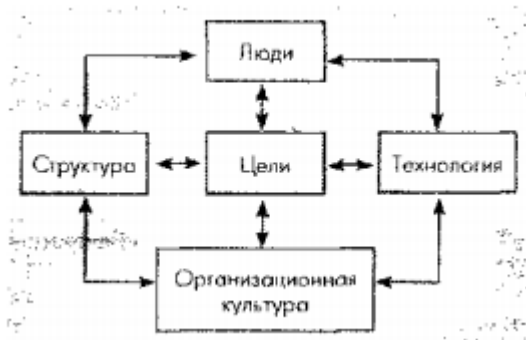 Люди
Структура
Цели
Технология
Организационная
культура